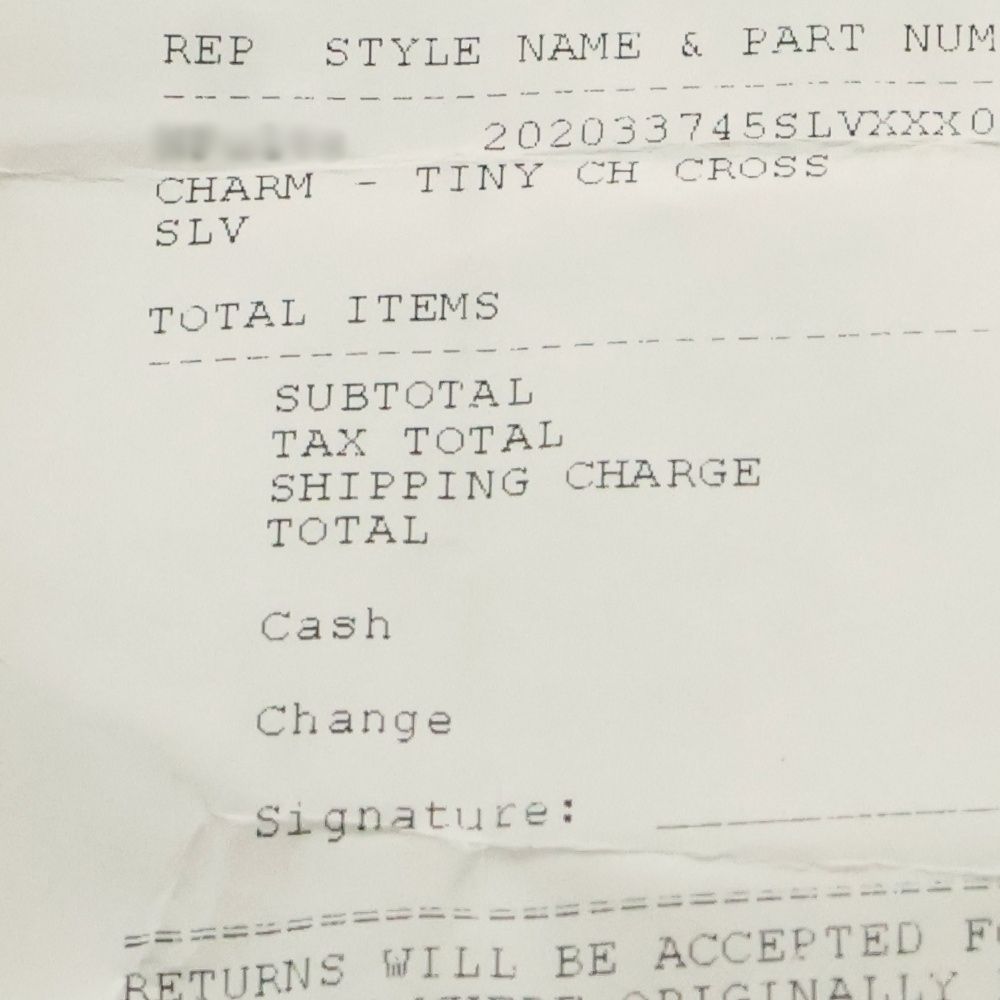 REP STYLE NAME & PART NUM
202033745SLVXXX0
CHARM - TINY CH CROSS
SLV
TOTAL ITEMS
SUBTOTAL
TAX TOTAL
SHIPPING CHARGE
TOTAL
Cash
Change
Signature:
RETURNS WILL BE ACCEPTED F
ORIGINALLY